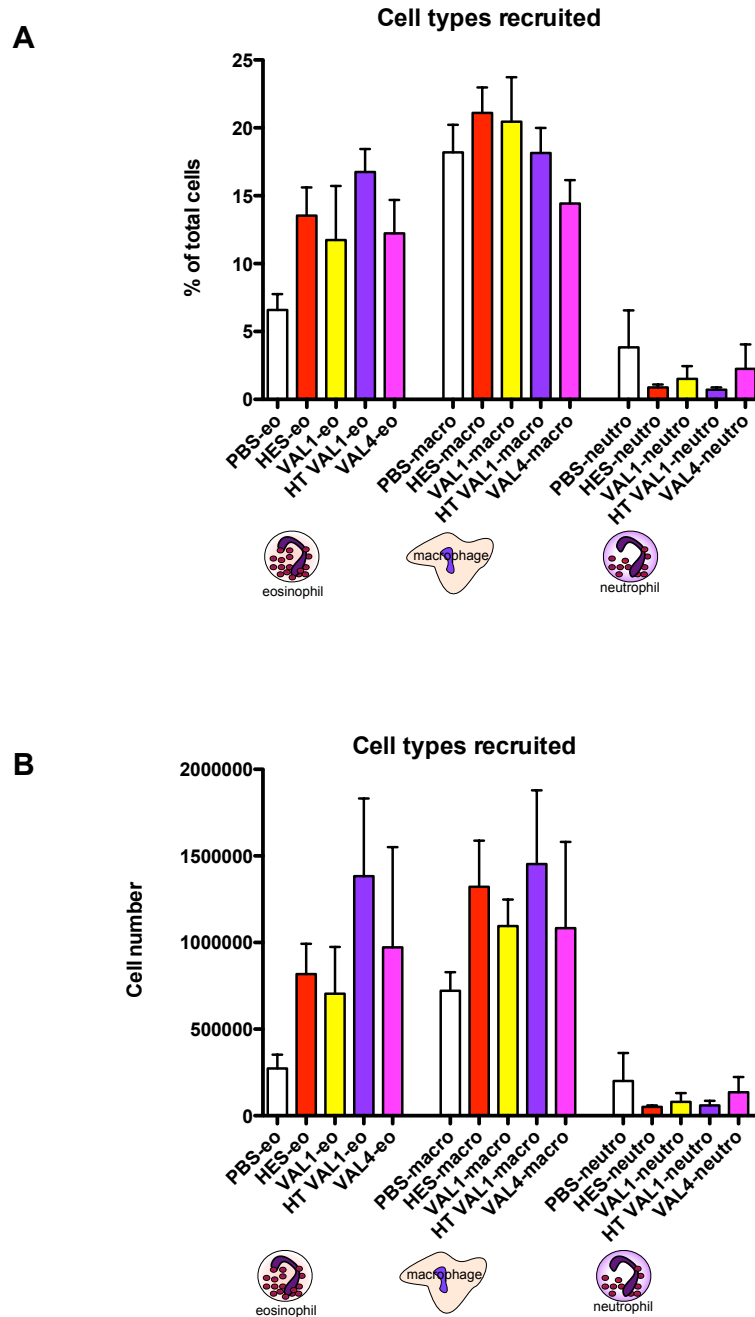 A
Cell types recruited
% of total cells
25
20
15
10
5
0
PBS-eo
HES-eo
VAL1-eo
HT VAL1-eo
VAL4-eo
PBS-macro
HES-macro
VAL1-macro
HT VAL1-macro
VAL4-macro
PBS-neutro
HES-neutro
VAL1-neutro
HT VAL1-neutro
VAL4-neutro
eosinophil
macrophage
neutrophil
B
Cell types recruited
Cell number
2000000
1500000
1000000
500000
0
PBS-eo
HES-eo
VAL1-eo
HT VAL1-eo
VAL4-eo
PBS-macro
HES-macro
VAL1-macro
HT VAL1-macro
VAL4-macro
PBS-neutro
HES-neutro
VAL1-neutro
HT VAL1-neutro
VAL4-neutro
eosinophil
macrophage
neutrophil